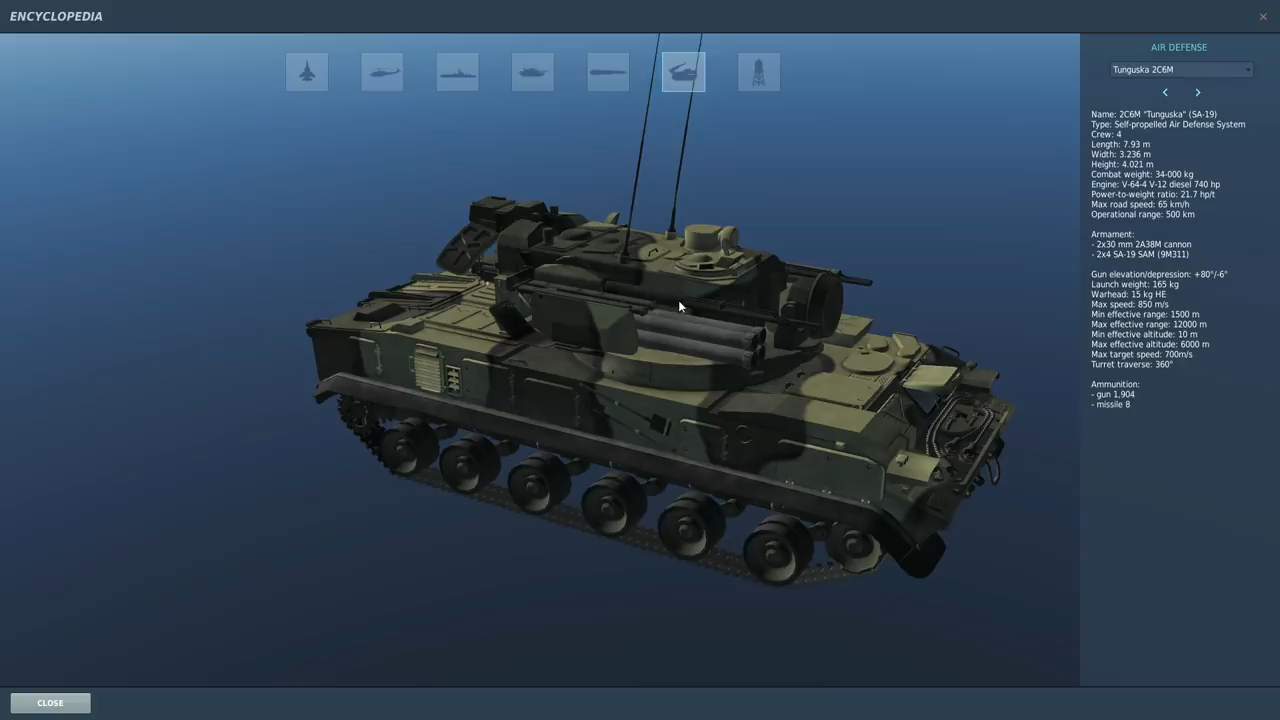 ENCYCLOPEDIA
AIR DEFENSE
Tunguska 2C6M
Name: 2C6M "Tunguska" (SA-19)
Type: Self-propelled Air Defense System
Crew: 4
Length: 7.93 m
Width: 3.236 m
Height: 4.021 m
Combat weight: 34-000 kg
Engine: V-64-4 V-12 diesel 740 hp
Power-to-weight ratio: 21.7 hp/t
Max road speed: 65 km/h
Operational range: 500 km
Armament:
- 2x30 mm 2A38M cannon
- 2x4 SA-19 SAM (9M311)
Gun elevation/depression: +80°/-6°
Launch weight: 165 kg
Warhead: 15 kg HE
Max speed: 850 m/s
Min effective range: 1500 m
Max effective range: 12000 m
Min effective altitude: 10 m
Max effective altitude: 6000 m
Max target speed: 700m/s
Turret traverse: 360°
Ammunition:
- gun 1,904
- missile 8
CLOSE